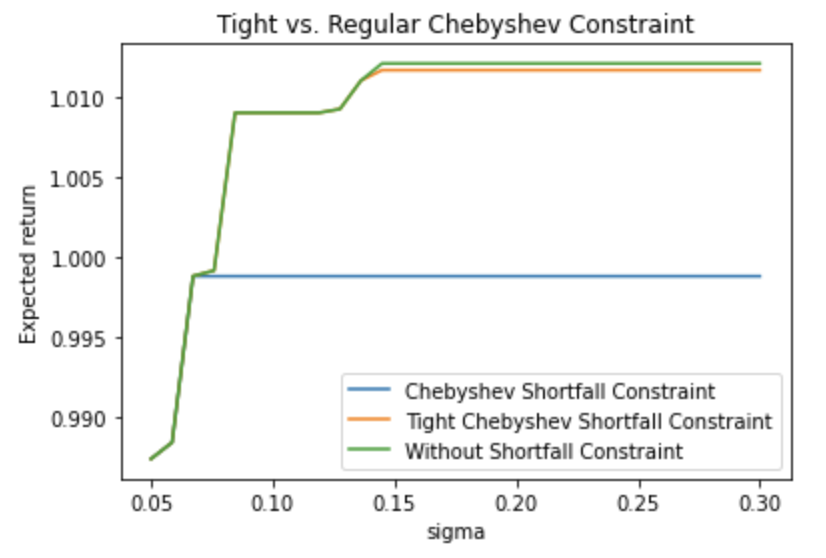 Tight vs. Regular Chebyshev Constraint
1.010
1.005
1.000
0.995
0.990
Expected return
Chebyshev Shortfall Constraint
Tight Chebyshev Shortfall Constraint
Without Shortfall Constraint
0.05 0.10 0.15 0.20 0.25 0.30
sigma